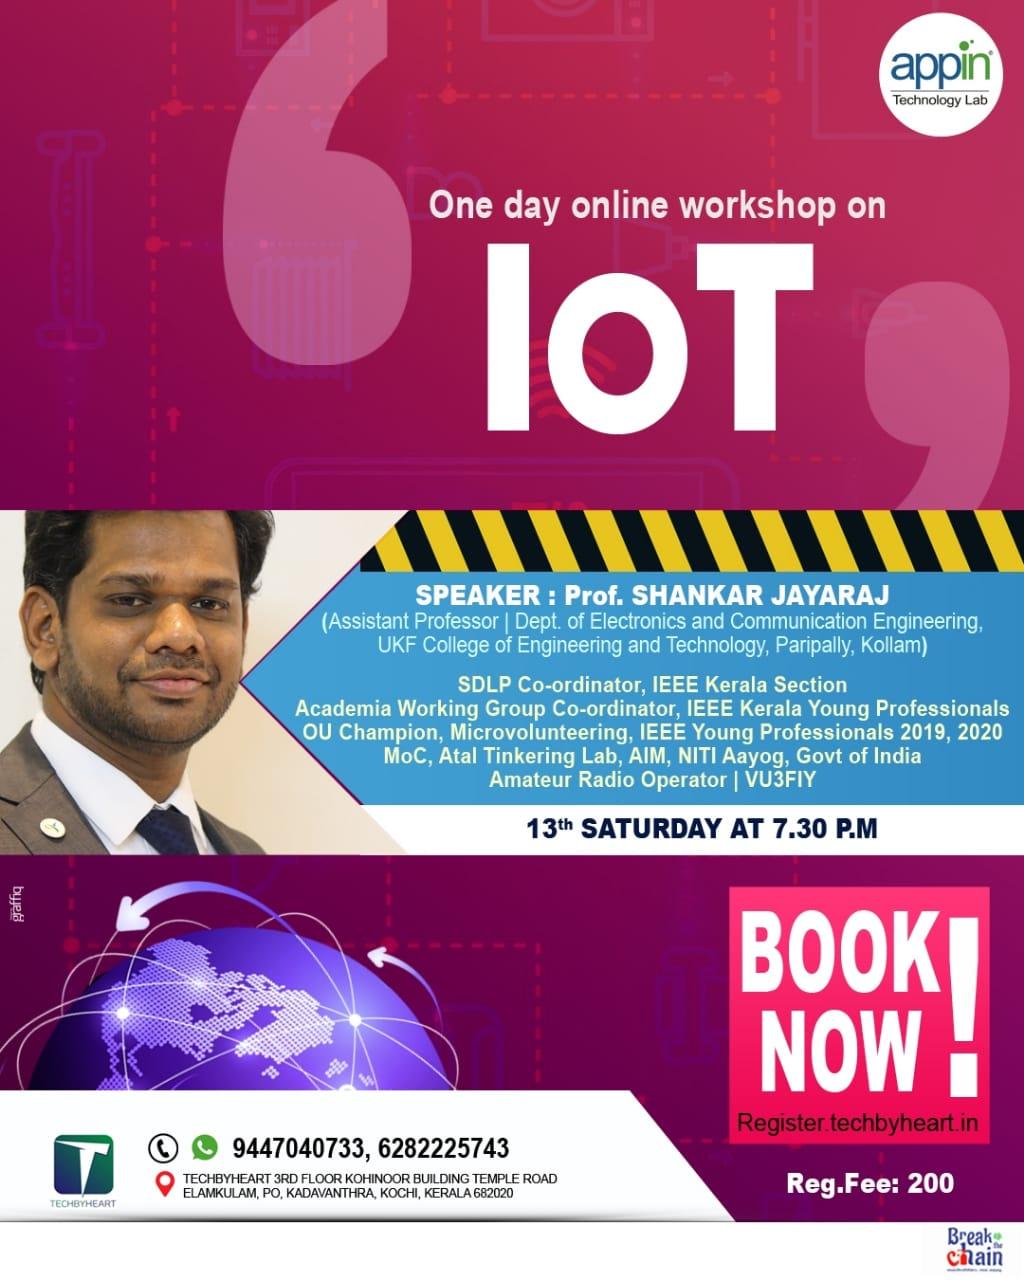 appin
Technology Lab
One day online workshop on
IoT
SPEAKER : Prof. SHANKAR JAYARAJ
(Assistant Professor | Dept. of Electronics and Communication Engineering,
UKF College of Engineering and Technology, Paripally, Kollam)
SDLP Co-ordinator, IEEE Kerala Section
Academia Working Group Co-ordinator, IEEE Kerala Young Professionals
OU Champion, Microvolunteering, IEEE Young Professionals 2019, 2020
MoC, Atal Tinkering Lab, AIM, NITI Aayog, Govt of India
Amateur Radio Operator | VU3FIY
13th SATURDAY AT 7.30 P.M
graffiq
BOOK
NOW!
Register.techbyheart.in
Reg.Fee: 200
9447040733, 6282225743
TECHBYHEART 3RD FLOOR KOHINOOR BUILDING TEMPLE ROAD
ELAMKULAM, PO, KADAVANTHRA, KOCHI, KERALA 682020
TECHBYHEART
Break
the
chain